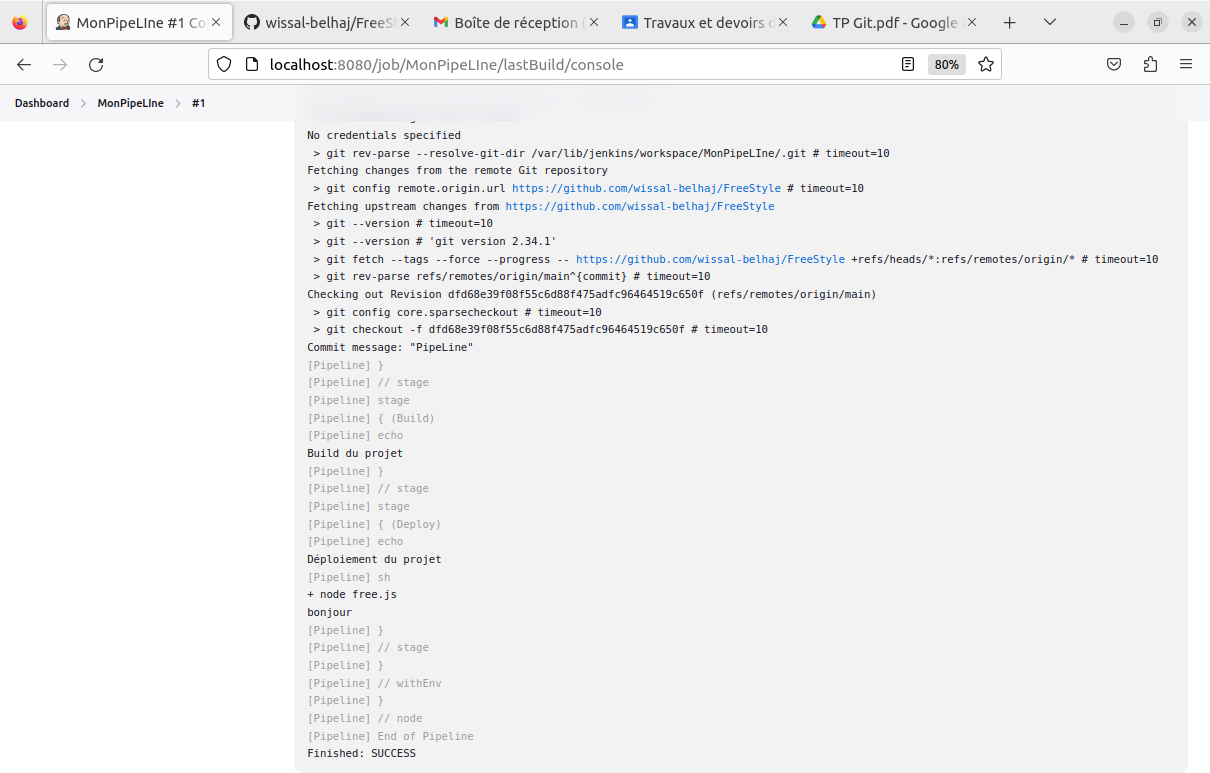 MonPipeLIne #1 Co
wissal-belhaj/FreeS
Boîte de réception (
Travaux et devoirs d
TP Git.pdf - Google
localhost:8080/job/MonPipeLIne/lastBuild/console
80%
Dashboard > MonPipeLIne > #1
No credentials specified
> git rev-parse --resolve-git-dir /var/lib/jenkins/workspace/MonPipeLIne/.git # timeout=10
Fetching changes from the remote Git repository
> git config remote.origin.url https://github.com/wissal-belhaj/FreeStyle # timeout=10
Fetching upstream changes from https://github.com/wissal-belhaj/FreeStyle
> git --version # timeout=10
> git --version # 'git version 2.34.1'
> git fetch --tags --force --progress -- https://github.com/wissal-belhaj/FreeStyle +refs/heads/*:refs/remotes/origin/* # timeout=10
> git rev-parse refs/remotes/origin/main^{commit} # timeout=10
Checking out Revision dfd68e39f08f55c6d88f475adfc96464519c650f (refs/remotes/origin/main)
> git config core.sparsecheckout # timeout=10
> git checkout -f dfd68e39f08f55c6d88f475adfc96464519c650f # timeout=10
Commit message: "PipeLine"
[Pipeline] }
[Pipeline] // stage
[Pipeline] stage
[Pipeline] { (Build)
[Pipeline] echo
Build du projet
[Pipeline] }
[Pipeline] // stage
[Pipeline] stage
[Pipeline] { (Deploy)
[Pipeline] echo
Déploiement du projet
[Pipeline] sh
+ node free.js
bonjour
[Pipeline] }
[Pipeline] // stage
[Pipeline] }
[Pipeline] // withEnv
[Pipeline] }
[Pipeline] // node
[Pipeline] End of Pipeline
Finished: SUCCESS